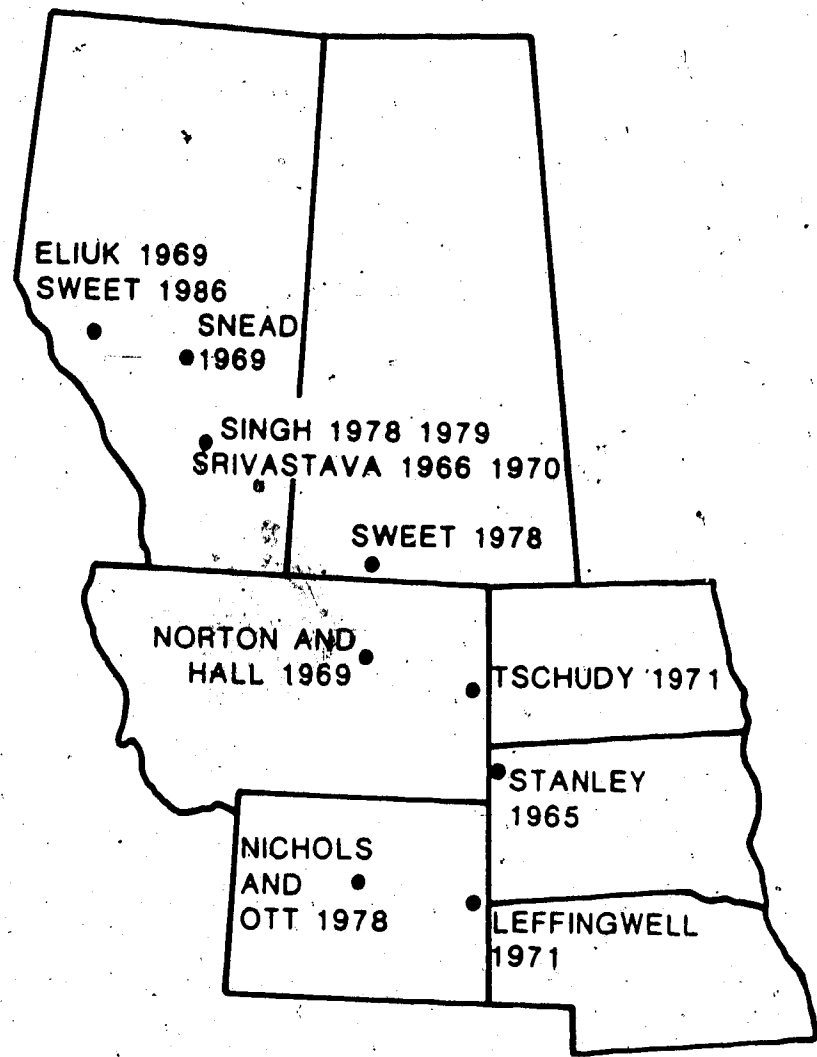 ELIUK 1969
SWEET 1986
SNEAD
1969
SINGH 1978 1979
SRIVASTAVA 1966 1970
SWEET 1978
NORTON AND
HALL 1969
TSCHUDY 1971
STANLEY
1965
NICHOLS
AND
OTT 1978
LEFFINGWELL
1971